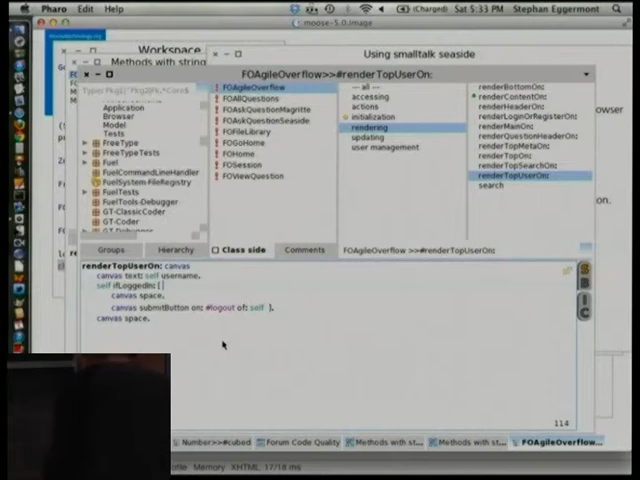 Pharo Edit Help (Charged) Sat 5:33 PM Stephan Eggermont
moose-5.0.image
Workspace
Using smalltalk seaside
Methods with string
FOAgileOverflow>>#renderTopUserOn:
Application
Browser
Model
Tests
FreeType
FreeTypeTests
Fuel
FuelCommandLineHandler
FuelSystem-FileRegistry
FuelTests
FuelTools-Debugger
GT-ClassicCoder
GT-Coder
GT-Debugger
FOAgileOverflow
FOAllQuestions
FOAskQuestionMagritte
FOAskQuestionSeaside
FOFileLibrary
FOGoHome
FOHome
FOSession
FOViewQuestion
-- all --
accessing
actions
initialization
rendering
updating
user management
renderBottomOn:
renderContentOn:
renderHeaderOn:
renderLoginOrRegisterOn:
renderMainOn:
renderQuestionHeaderOn:
renderTopMetaOn:
renderTopOn:
renderTopSearchOn:
renderTopUserOn:
search
rowser
on.
Groups Hierarchy Class side Comments FOAgileOverflow >>#renderTopUserOn:
renderTopUserOn: canvas
canvas text: self username.
self ifLoggedIn: [
canvas space.
canvas submitButton on: #logout of: self ].
canvas space.
S
B
I
C
114
Number>>#cubed Forum Code Quality Methods with st... Methods with st... FOAgileOverflow...
Memory XHTML 17/18 ms